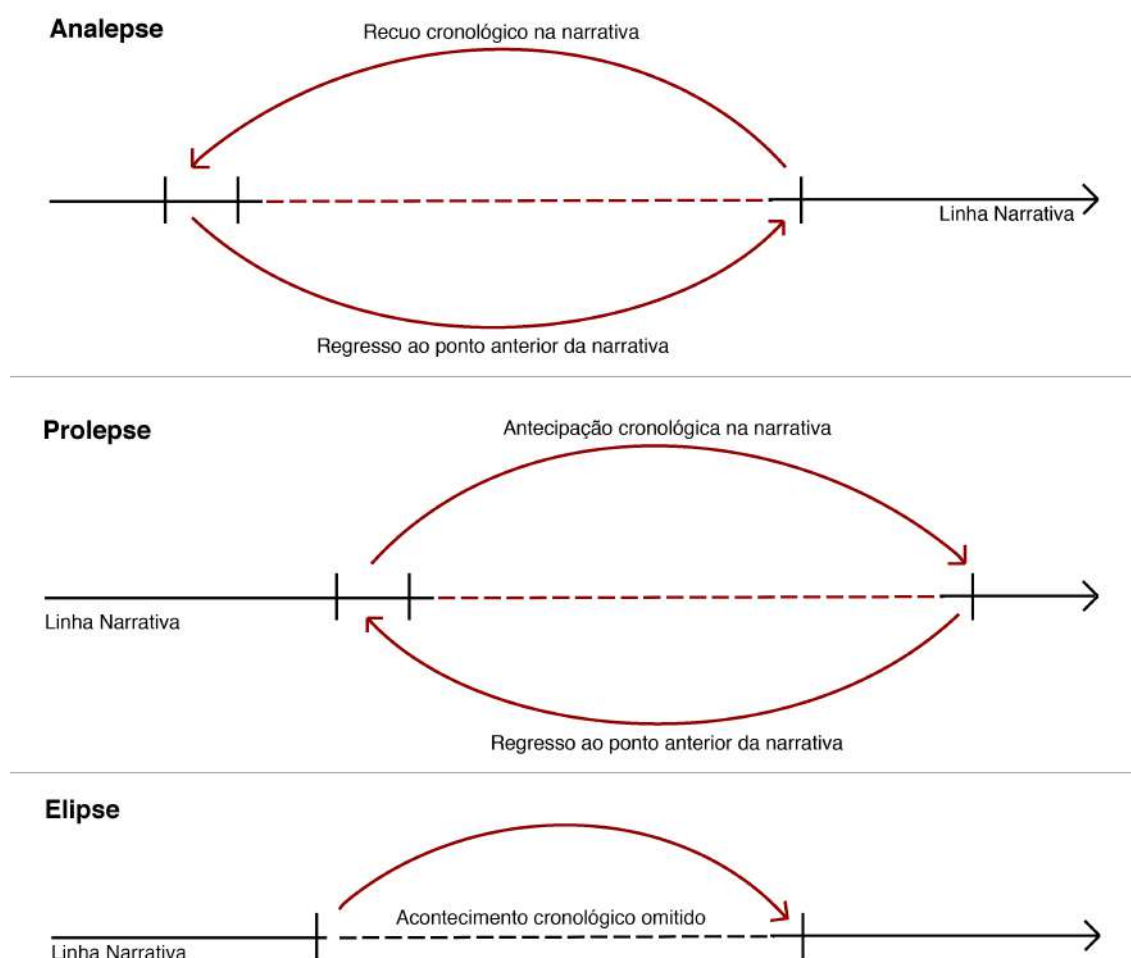 Analepse
Recuo cronológico na narrativa
Linha Narrativa
Regresso ao ponto anterior da narrativa
Prolepse
Antecipação cronológica na narrativa
Linha Narrativa
Regresso ao ponto anterior da narrativa
Elipse
Acontecimento cronológico omitido
Linha Narrativa